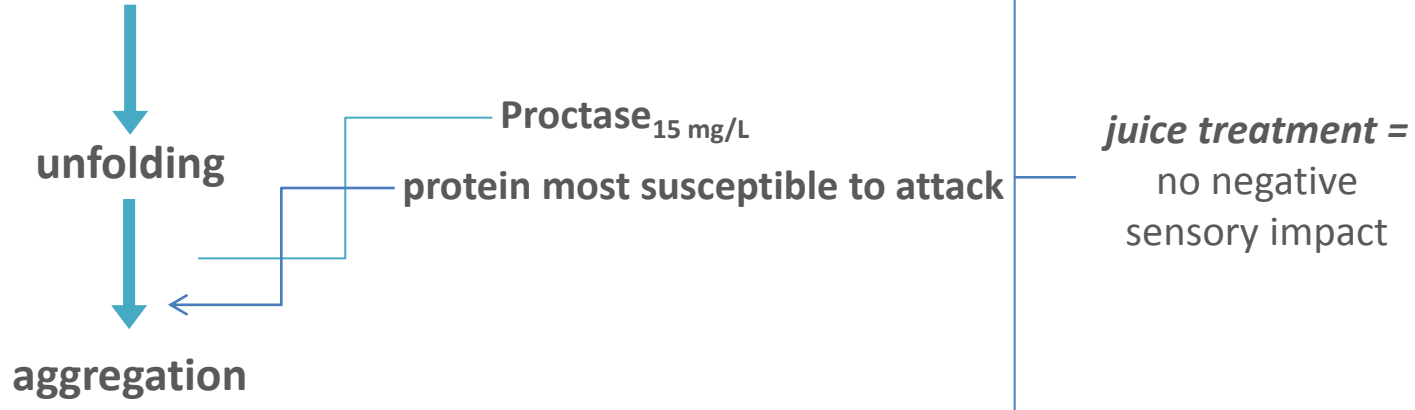 Proctase15 mg/L
unfolding
protein most susceptible to attack
aggregation
juice treatment =
no negative
sensory impact